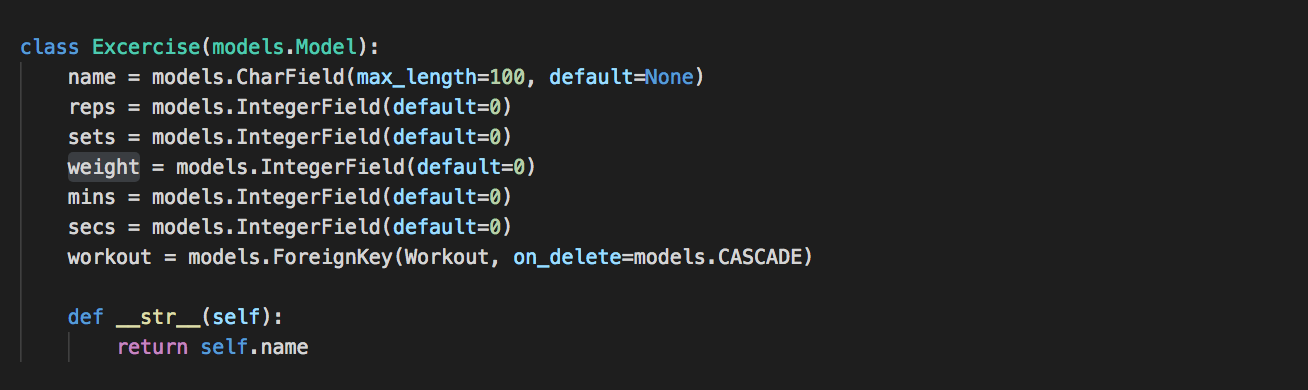 class Excercise(models.Model):
    name = models.CharField(max_length=100, default=None)
    reps = models.IntegerField(default=0)
    sets = models.IntegerField(default=0)
    weight = models.IntegerField(default=0)
    mins = models.IntegerField(default=0)
    secs = models.IntegerField(default=0)
    workout = models.ForeignKey(Workout, on_delete=models.CASCADE)

    def __str__(self):
        return self.name